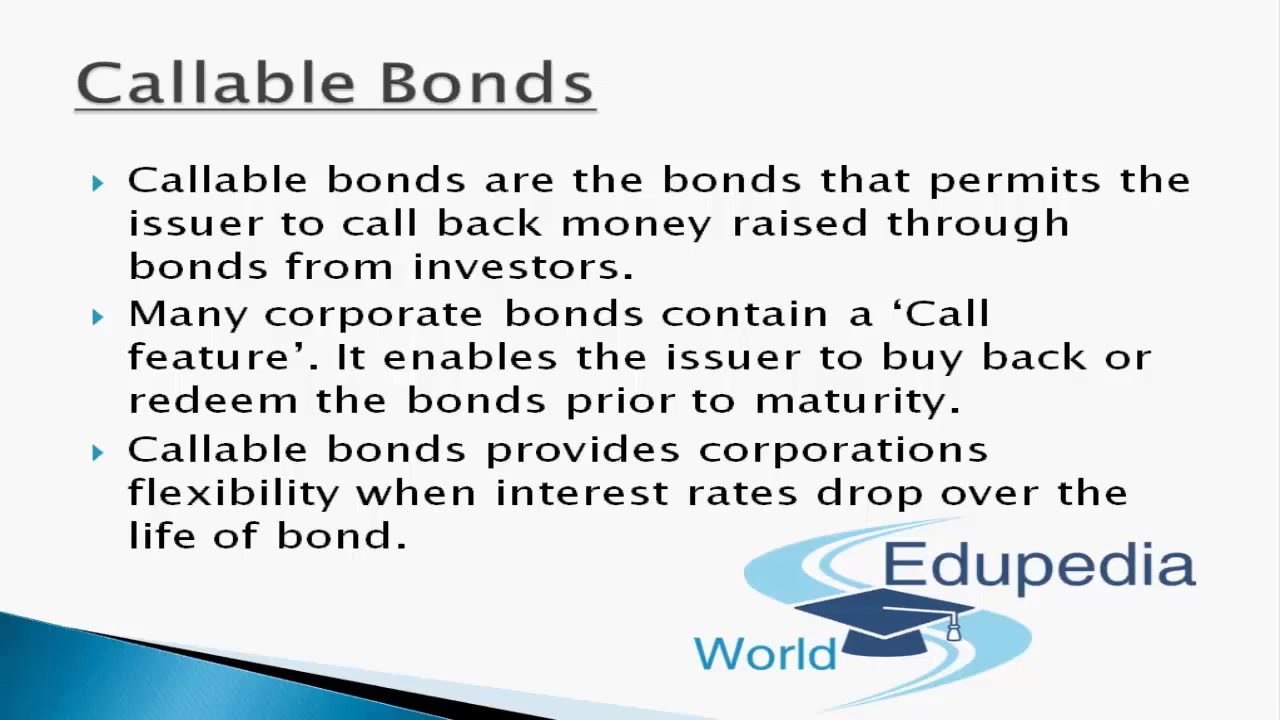 Callable Bonds
Callable bonds are the bonds that permits the
issuer to call back money raised through
bonds from investors.
Many corporate bonds contain a ‘Call
feature’. It enables the issuer to buy back or
redeem the bonds prior to maturity.
Callable bonds provides corporations
flexibility when interest rates drop over the
life of bond.
Edupedia
World